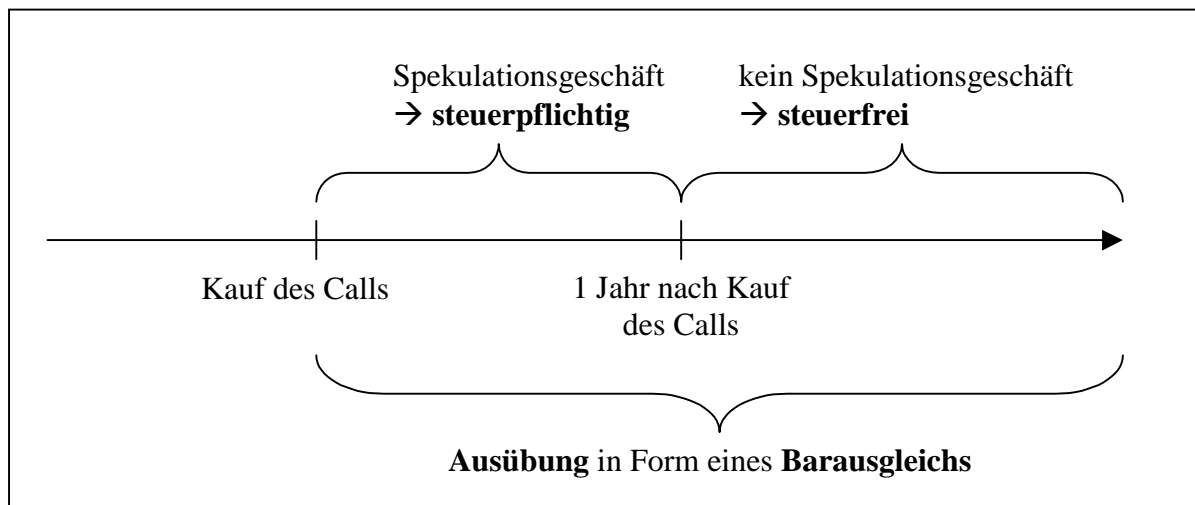 Spekulationsgeschäft
→ steuerpflichtig
kein Spekulationsgeschäft
→ steuerfrei
Kauf des Calls
1 Jahr nach Kauf
des Calls
Ausübung in Form eines Barausgleichs